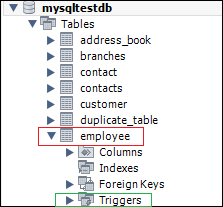 mysqltestdb
Tables
address_book
branches
contact
contacts
customer
duplicate_table
employee
Columns
Indexes
Foreign Keys
Triggers